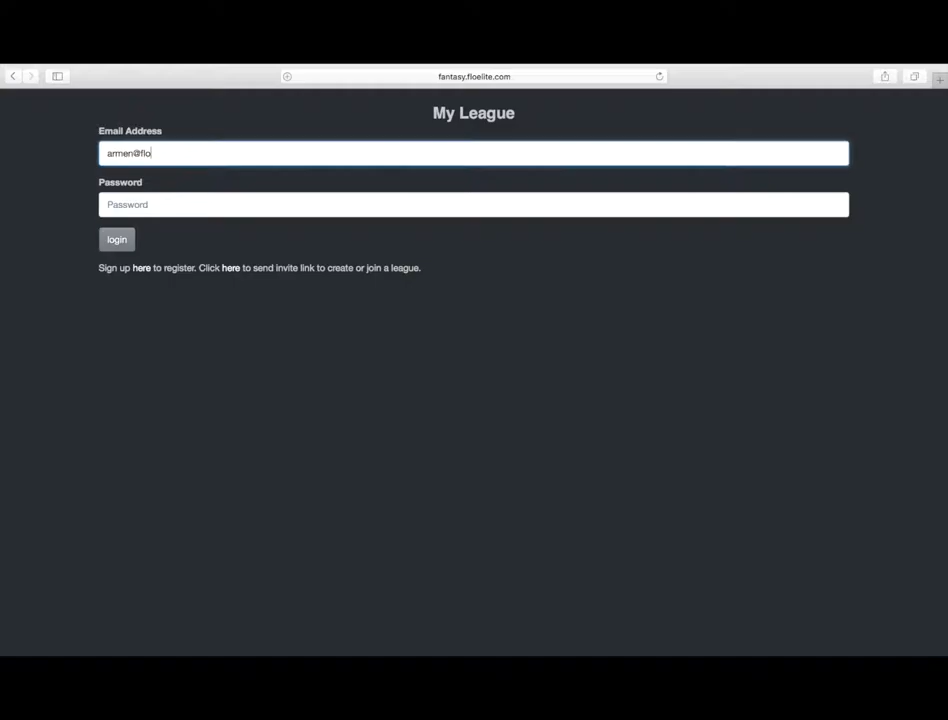 fantasy.floelite.com
My League
Email Address
armen@flo
Password
Password
login
Sign up here to register. Click here to send invite link to create or join a league.